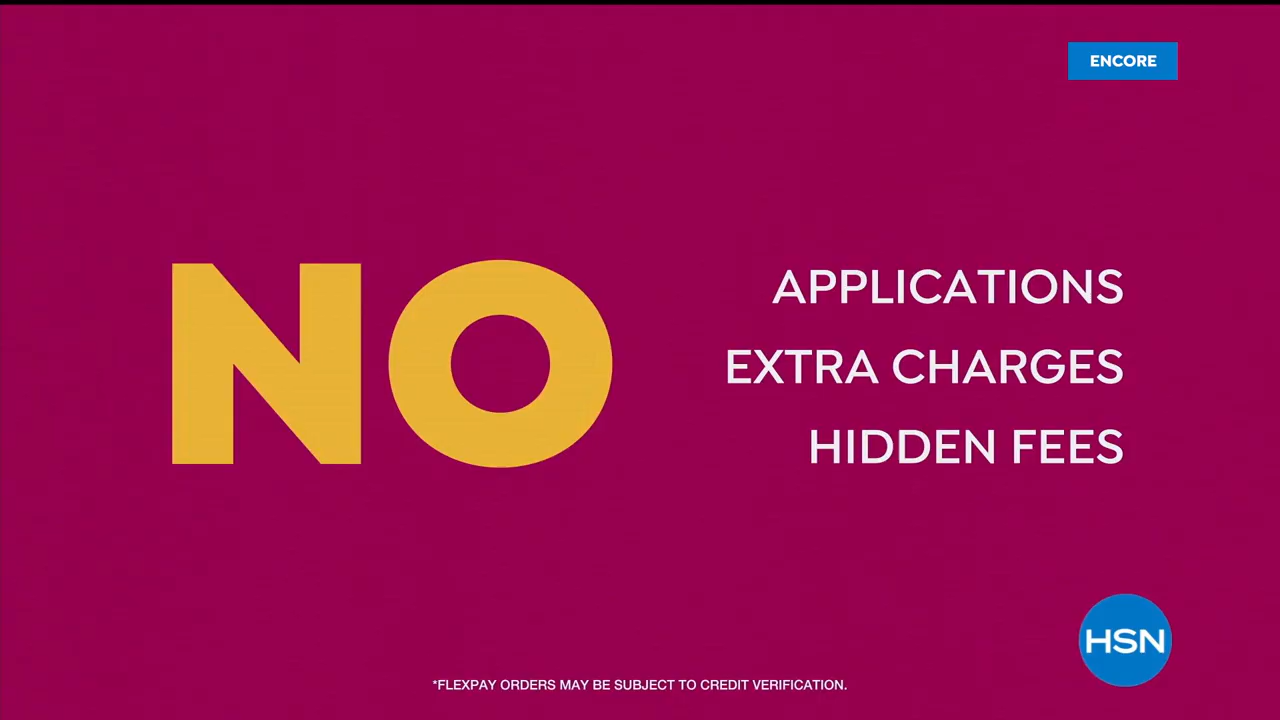 ENCORE
NO
APPLICATIONS
EXTRA CHARGES
HIDDEN FEES
HSN
*FLEXPAY ORDERS MAY BE SUBJECT TO CREDIT VERIFICATION.